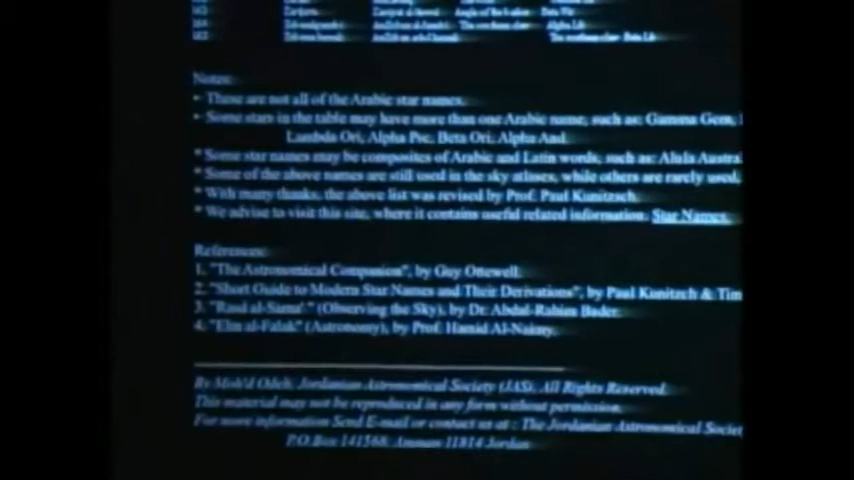 Notes:
* These are not all of the Arabic star names.
* Some stars in the table may have more than one Arabic name, such as: Gamma Gem,
Lambda Ori, Alpha Psc, Beta Ori, Alpha And.
* Some star names may be composites of Arabic and Latin words, such as: Alula Austra
* Some of the above names are still used in the sky atlases, while others are rarely used.
* With many thanks, the above list was revised by Prof. Paul Kunitzsch.
* We advise to visit this site, where it contains useful related information. Star Names
References:
1. "The Astronomical Companion", by Guy Ottewell.
2. "Short Guide to Modern Star Names and Their Derivations", by Paul Kunitzch & Tim
3. "Rasd al-Sama'" (Observing the Sky), by Dr. Abdul-Rahim Bader.
4. "Elm al-Falak" (Astronomy), by Prof. Hamid Al-Naimy.
By Moh'd Odeh, Jordanian Astronomical Society (JAS). All Rights Reserved.
This material may not be reproduced in any form without permission.
For more information Send E-mail or contact us at : The Jordanian Astronomical Societ
P.O.Box 141568, Amman 11814 Jordan